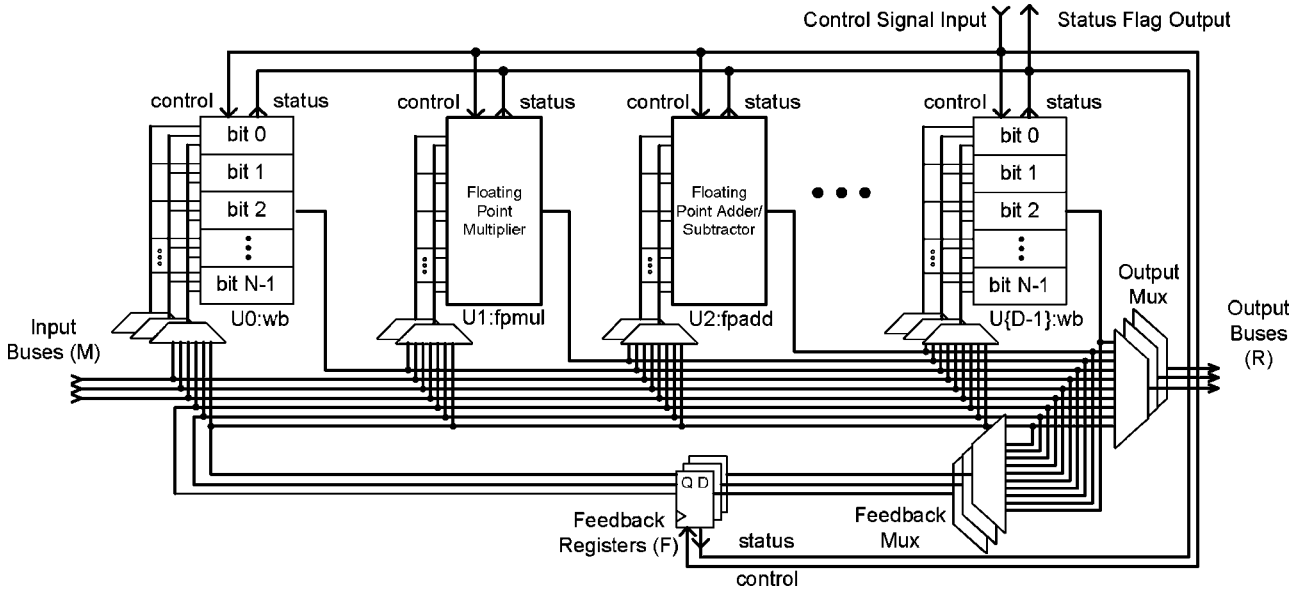 Control Signal Input
Status Flag Output
control
status
control
status
control
status
control
status
bit 0
bit 1
bit 2
bit N-1
Floating
Point
Multiplier
Floating
Point Adder/
Subtractor
bit 0
bit 1
bit 2
bit N-1
U0:wb
U1:fpmul
U2:fpadd
U{D-1}:wb
Input
Buses (M)
Output
Mux
Output
Buses
(R)
Q D
Feedback
Registers (F)
Feedback
Mux
status
control